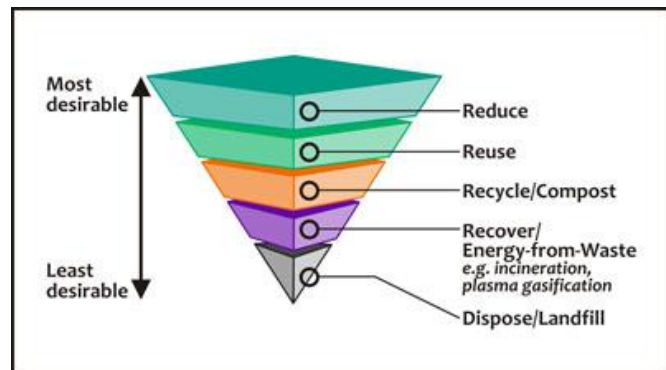 Most
desirable
Reduce
Reuse
Recycle/Compost
Recover/
Energy-from-Waste
e.g. incineration,
plasma gasification
Least
desirable
Dispose/Landfill